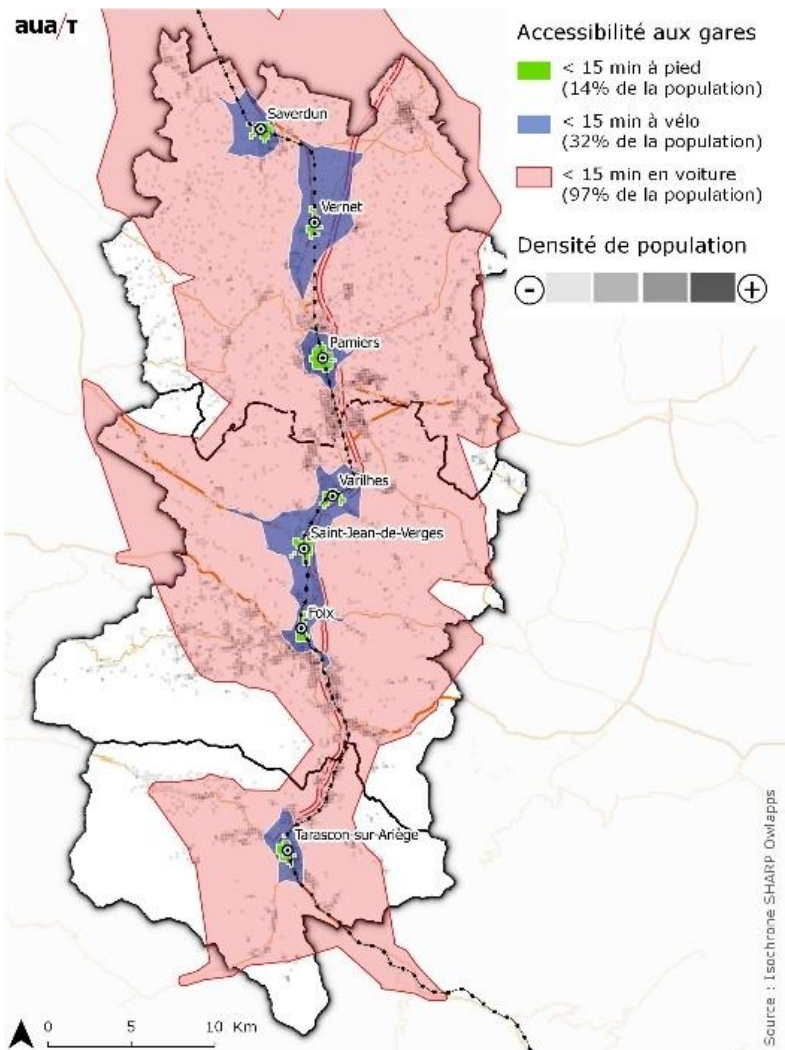 aua/T
Accessibilité aux gares
< 15 min à pied
(14% de la population)
< 15 min à vélo
(32% de la population)
< 15 min en voiture
(97% de la population)
Densité de population
- +
Saverdun
Vernet
Pamiers
Varilhes
Saint-Jean-de-Verges
Foix
Tarascon-sur-Ariège
0 5 10 Km
Source : Isochrone SHARP Owlapps